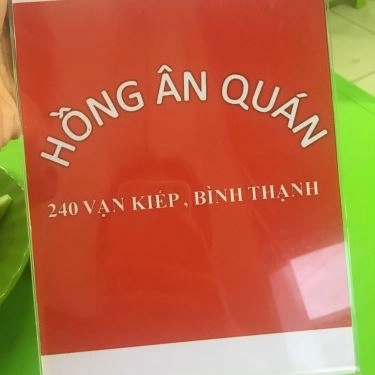 HỒNG ÂN QUÁN
240 VẠN KIẾP , BÌNH THẠNH